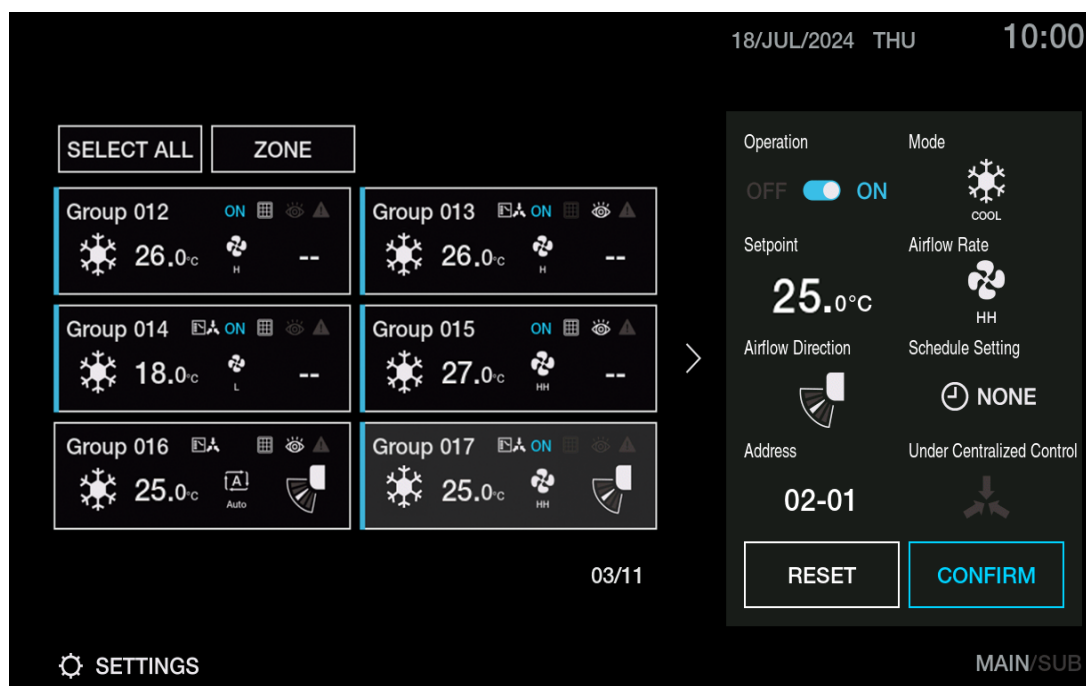 18/JUL/2024 THU 10:00
SELECT ALL ZONE
Group 012 ON
26.0°C H --
Group 013 ON
26.0°C H --
Group 014 ON
18.0°C L --
Group 015 ON
27.0°C HH --
Group 016
25.0°C A Auto
Group 017 ON
25.0°C HH
03/11
Operation Mode
OFF ON COOL
Setpoint Airflow Rate
25.0°C HH
Airflow Direction Schedule Setting
NONE
Address Under Centralized Control
02-01
RESET CONFIRM
SETTINGS MAIN/SUB